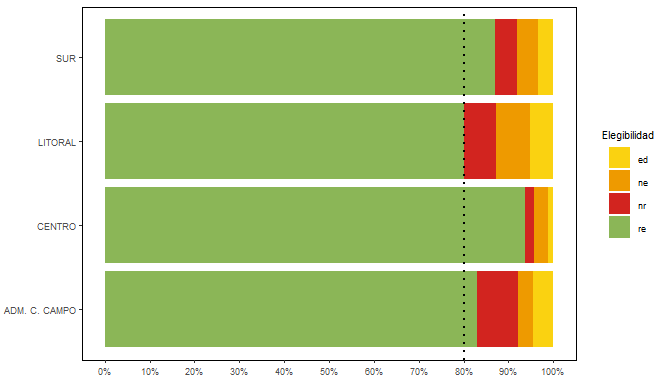 SUR
LITORAL
CENTRO
ADM. C. CAMPO
0% 10% 20% 30% 40% 50% 60% 70% 80% 90% 100%
Elegibilidad
ed
ne
nr
re